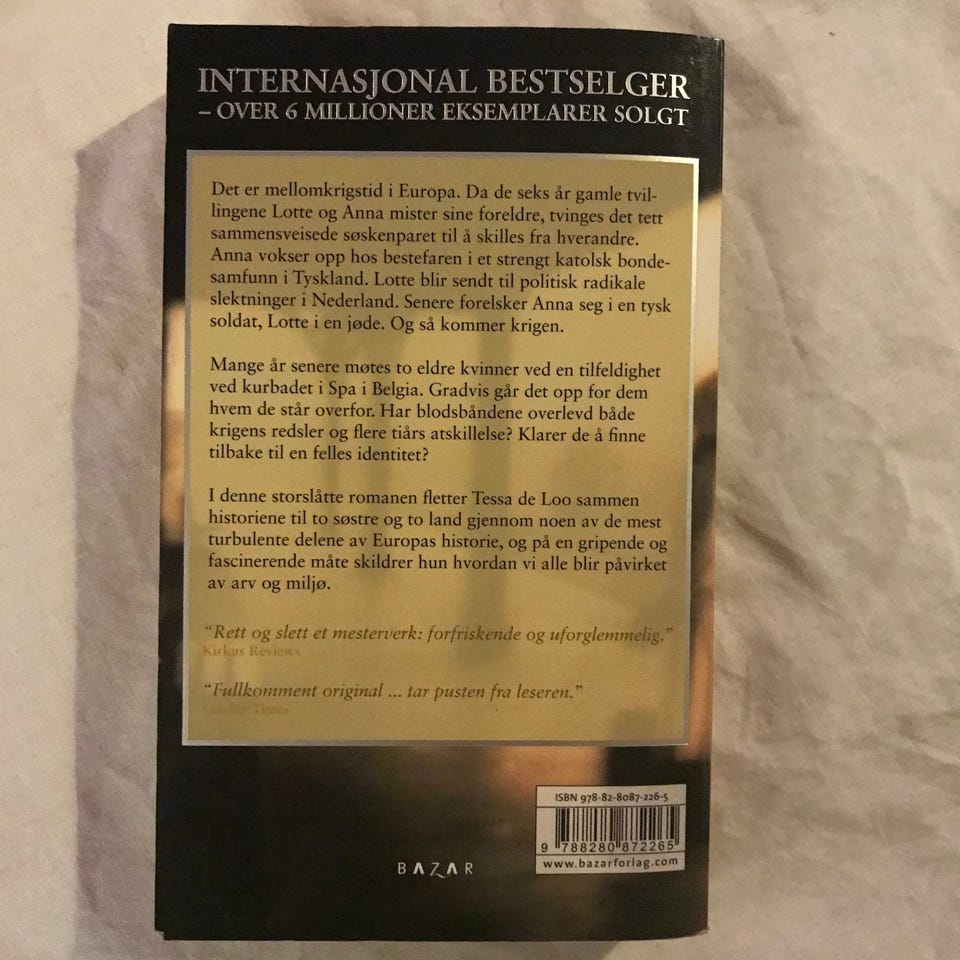 INTERNASJONAL BESTSELGER
– OVER 6 MILLIONER EKSEMPLARER SOLGT
Det er mellomkrigstid i Europa. Da de seks år gamle tvil-
lingene Lotte og Anna mister sine foreldre, tvinges det tett
sammensveisede søskenparet til å skilles fra hverandre.
Anna vokser opp hos bestefaren i et strengt katolsk bonde-
samfunn i Tyskland. Lotte blir sendt til politisk radikale
slektninger i Nederland. Senere forelsker Anna seg i en tysk
soldat, Lotte i en jøde. Og så kommer krigen.
Mange år senere møtes to eldre kvinner ved en tilfeldighet
ved kurbadet i Spa i Belgia. Gradvis går det opp for dem
hvem de står overfor. Har blodsbåndene overlevd både
krigens redsler og flere tiårs atskillelse? Klarer de å finne
tilbake til en felles identitet?
I denne storslåtte romanen fletter Tessa de Loo sammen
historiene til to søstre og to land gjennom noen av de mest
turbulente delene av Europas historie, og på en gripende og
fascinerende måte skildrer hun hvordan vi alle blir påvirket
av arv og miljø.
“Rett og slett et mesterverk: forfriskende og uforglemmelig.”
Kirkus Reviews
“Fullkomment original ... tar pusten fra leseren.”
Sunday Times
ISBN 978-82-8087-226-5
9 788280 872265
www.bazarforlag.com
BAZAR